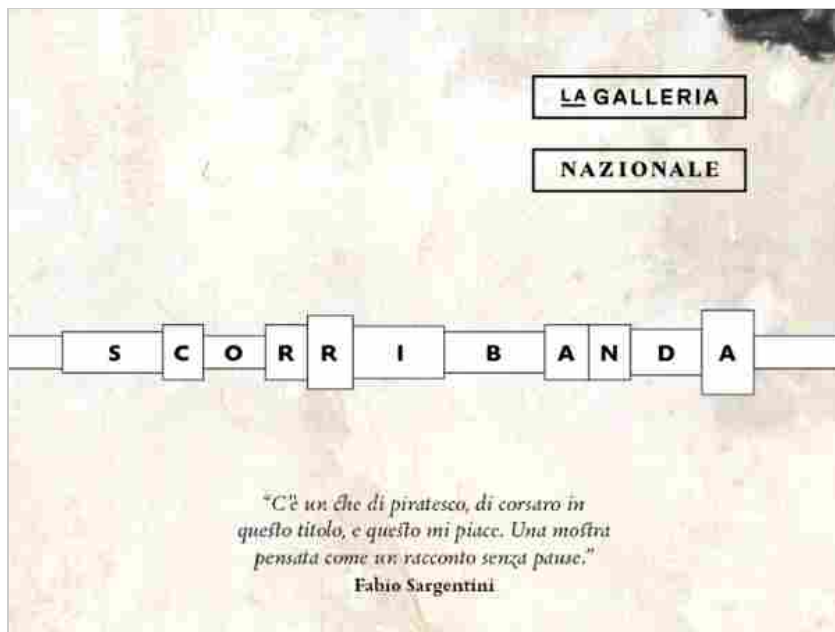 LA GALLERIA
NAZIONALE
SCORRIBANDA
"C'è un che di piratesco, di corsaro in
questo titolo, e questo mi piace. Una mostra
pensata come un racconto senza pause."
Fabio Sargentini